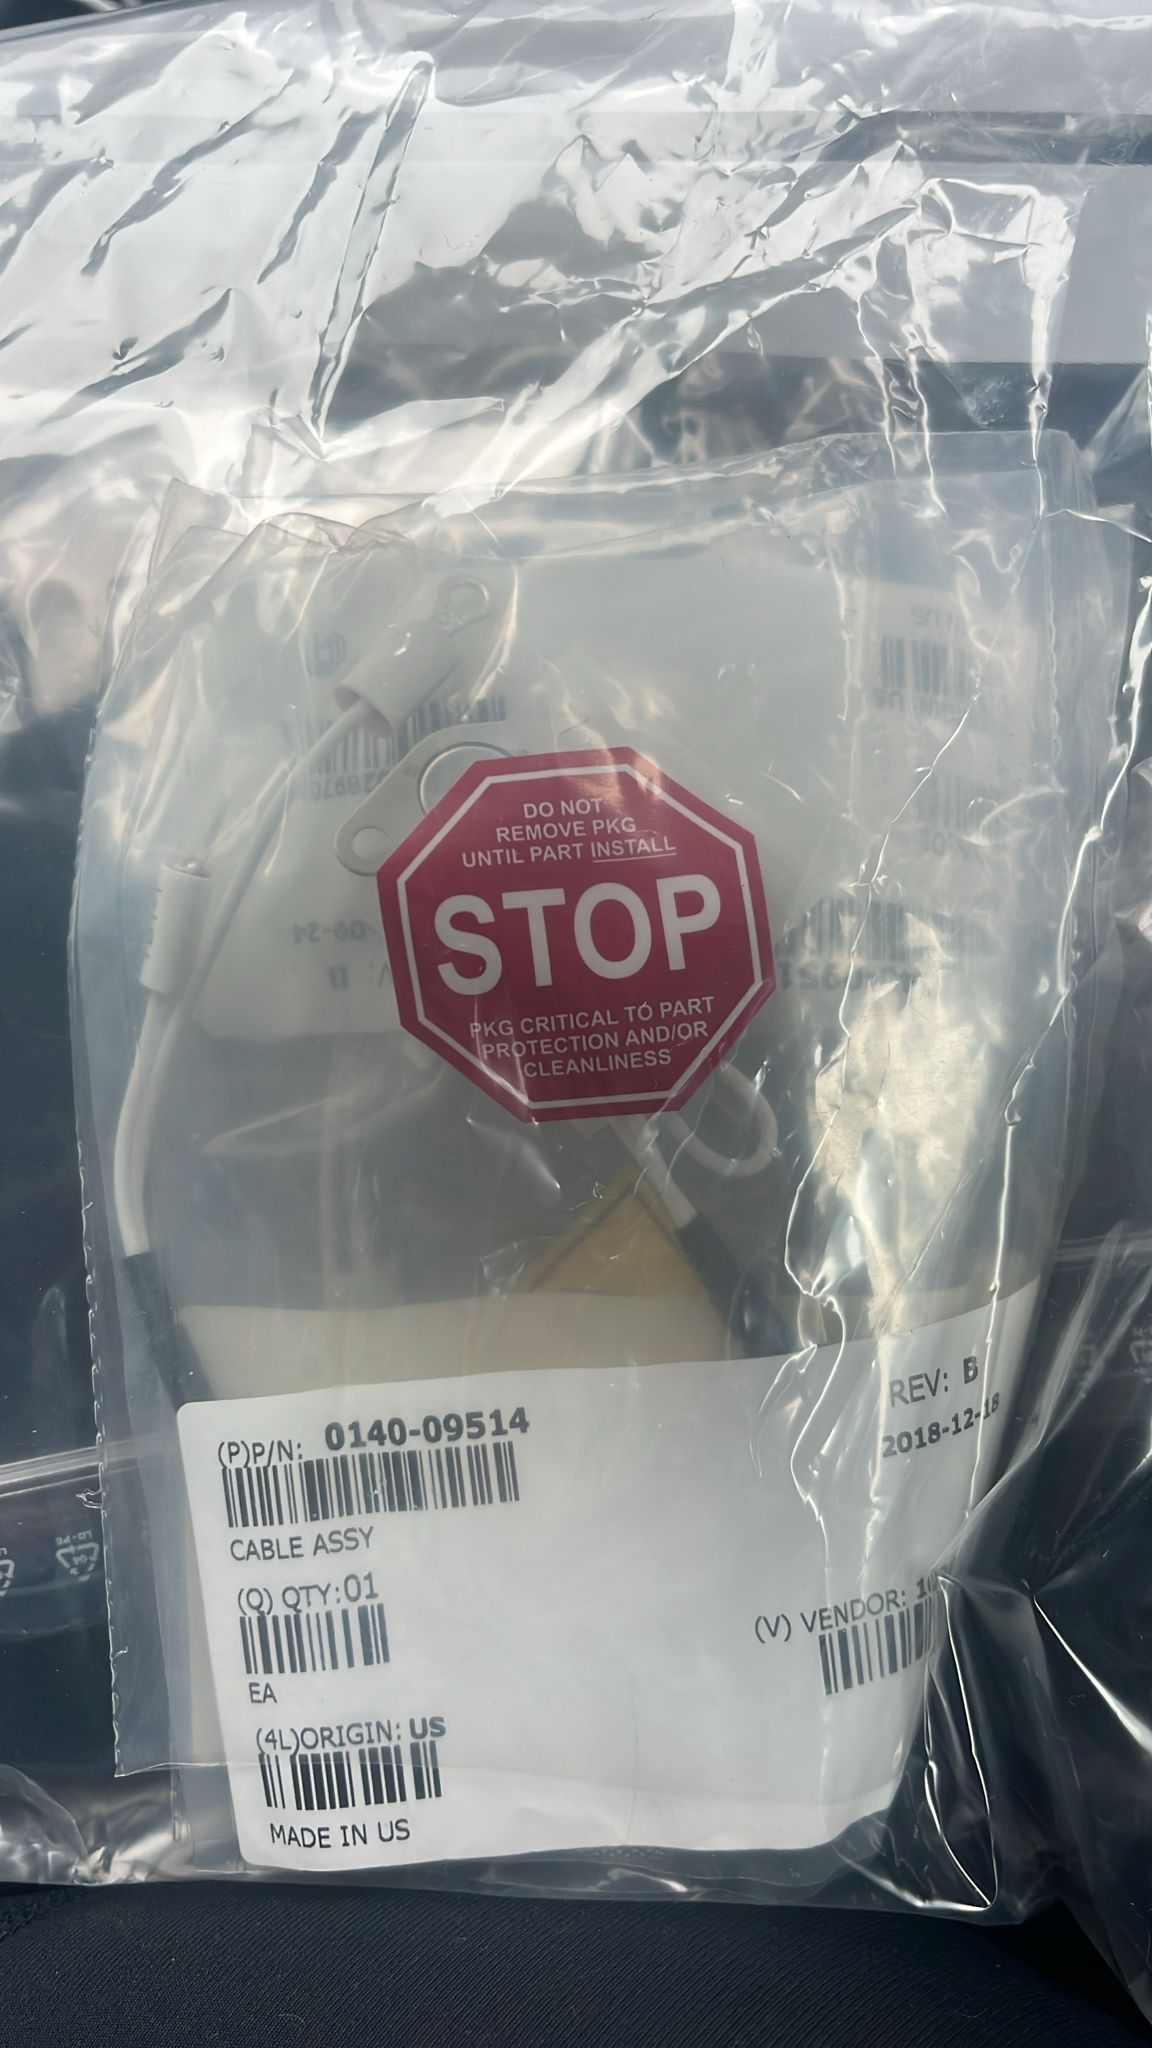 DO NOT
REMOVE PKG
UNTIL PART INSTALL
STOP
PKG CRITICAL TO PART
PROTECTION AND/OR
CLEANLINESS
REV: B
2018-12-18
(P)P/N: 0140-09514
CABLE ASSY
(Q) QTY:01
EA
(V) VENDOR:
(4L)ORIGIN: US
MADE IN US